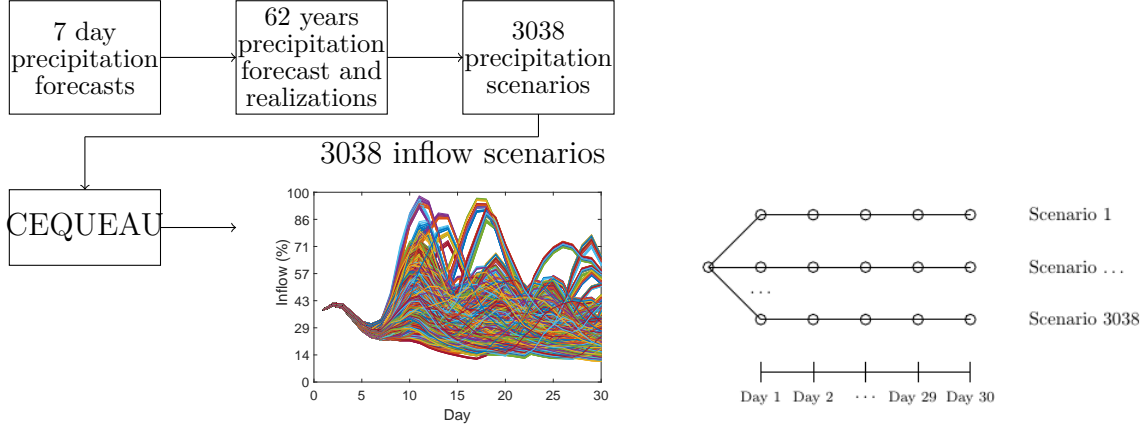 7 day
precipitation
forecasts
62 years
precipitation
forecast and
realizations
3038
precipitation
scenarios
CEQUEAU
3038 inflow scenarios
100
86
71
57
43
29
14
0
Inflow (%)
0 5 10 15 20 25 30
Day
Scenario 1
Scenario ...
...
Scenario 3038
Day 1 Day 2 ... Day 29 Day 30